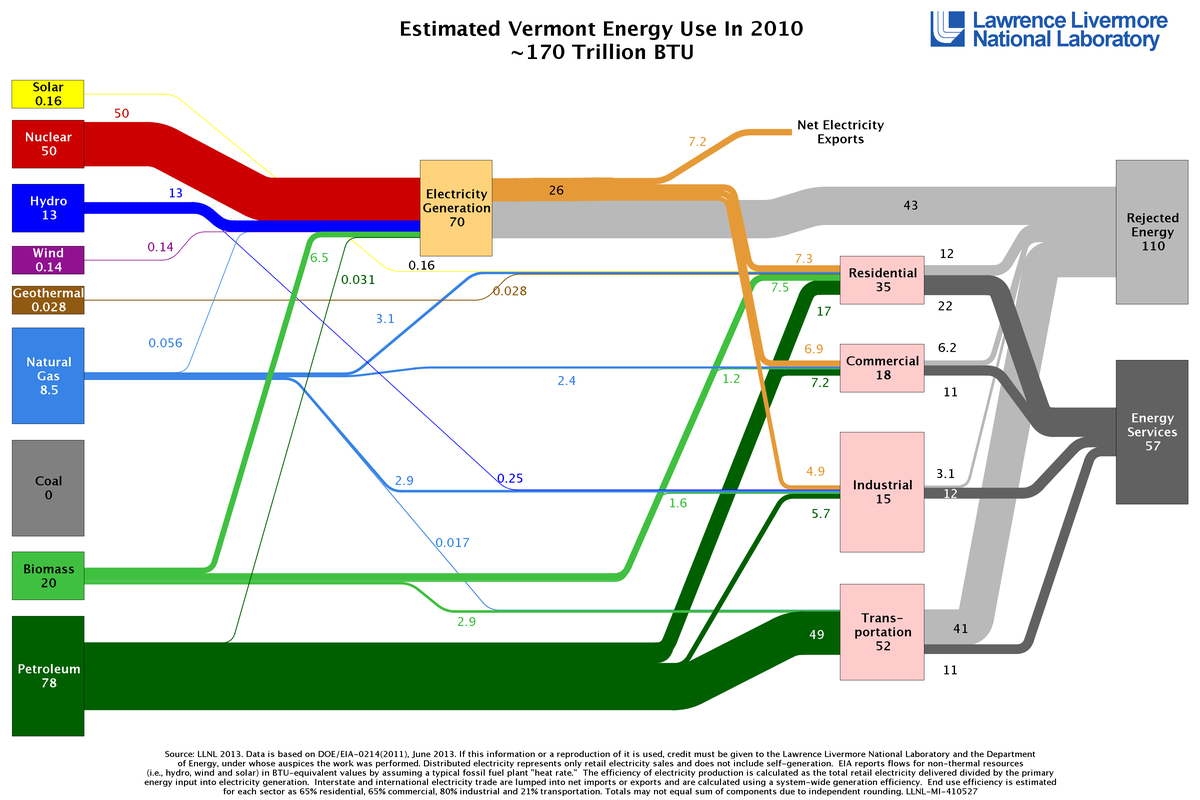 Estimated Vermont Energy Use In 2010
~170 Trillion BTU
Lawrence Livermore
National Laboratory
Solar
0.16
50
Nuclear
50
Net Electricity
Exports
7.2
Electricity
Generation
70
26
13
Hydro
13
43
Rejected
Energy
110
Wind
0.14
0.14
6.5
0.16
0.031
Geothermal
0.028
0.028
7.3
7.5
Residential
35
12
22
17
3.1
0.056
Natural
Gas
8.5
2.4
6.9
1.2
7.2
Commercial
18
6.2
11
Energy
Services
57
Coal
0
2.9
0.25
4.9
1.6
5.7
Industrial
15
3.1
12
0.017
Biomass
20
2.9
49
Trans-
portation
52
41
11
Petroleum
78
Source: LLNL 2013. Data is based on DOE/EIA-0214(2011), June 2013. If this information or a reproduction of it is used, credit must be given to the Lawrence Livermore National Laboratory and the Department
of Energy, under whose auspices the work was performed. Distributed electricity represents only retail electricity sales and does not include self-generation. EIA reports flows for non-thermal resources
(i.e., hydro, wind and solar) in BTU-equivalent values by assuming a typical fossil fuel plant "heat rate." The efficiency of electricity production is calculated as the total retail electricity delivered divided by the primary
energy input into electricity generation. Interstate and international electricity trade are lumped into net imports or exports and are calculated using a system-wide generation efficiency. End use efficiency is estimated
for each sector as 65% residential, 65% commercial, 80% industrial and 21% transportation. Totals may not equal sum of components due to independent rounding. LLNL-MI-410527